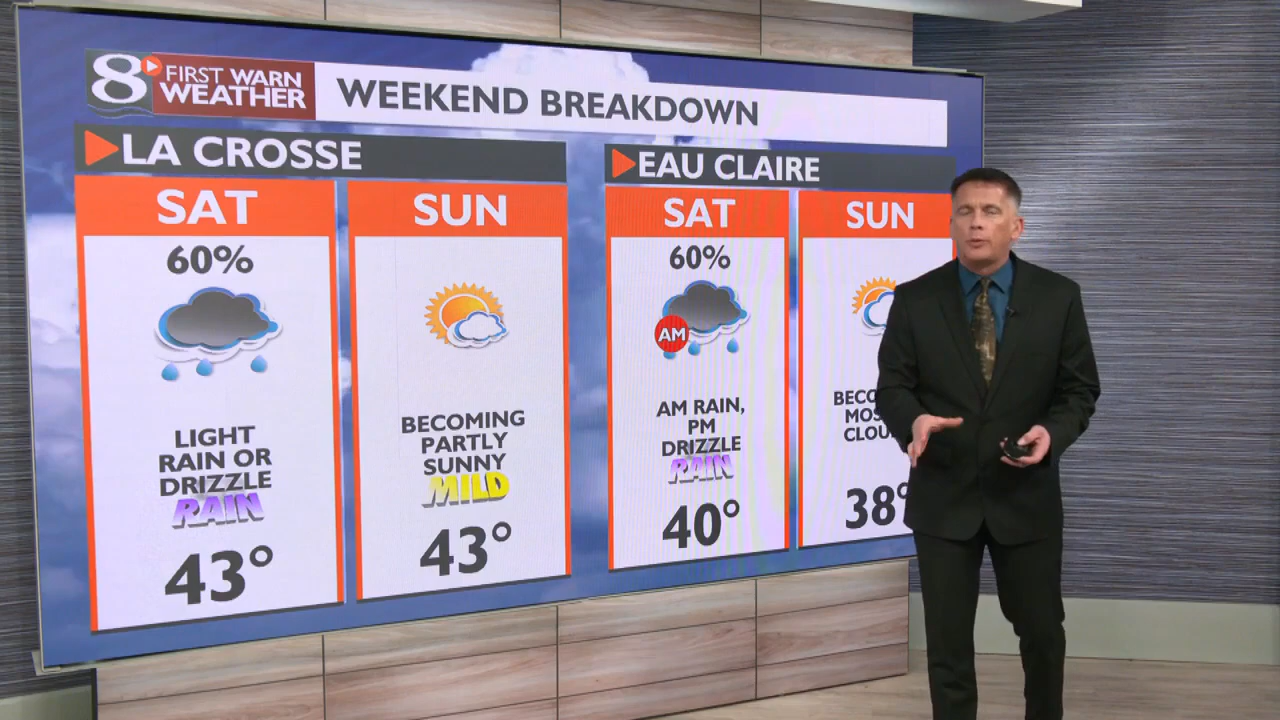 8 FIRST WARN
WEATHER
WEEKEND BREAKDOWN
LA CROSSE
SAT
60%
LIGHT
RAIN OR
DRIZZLE
RAIN
43°
SUN
BECOMING
PARTLY
SUNNY
MILD
43°
EAU CLAIRE
SAT
60%
AM
AM RAIN,
PM
DRIZZLE
RAIN
40°
SUN
38°